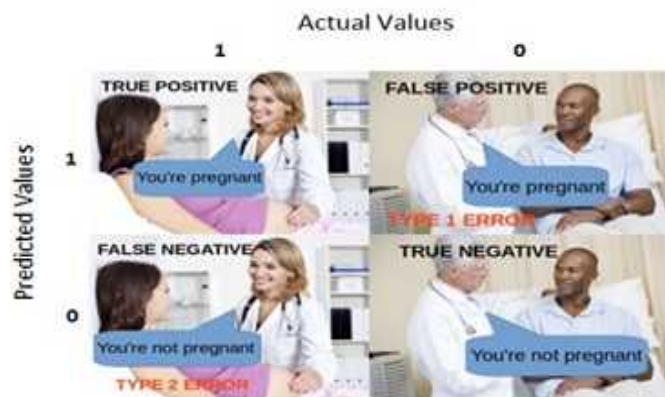 Actual Values
1 0
TRUE POSITIVE FALSE POSITIVE
You're pregnant You're pregnant
TYPE 1 ERROR
Predicted Values
1
FALSE NEGATIVE TRUE NEGATIVE
You're not pregnant You're not pregnant
TYPE 2 ERROR
0